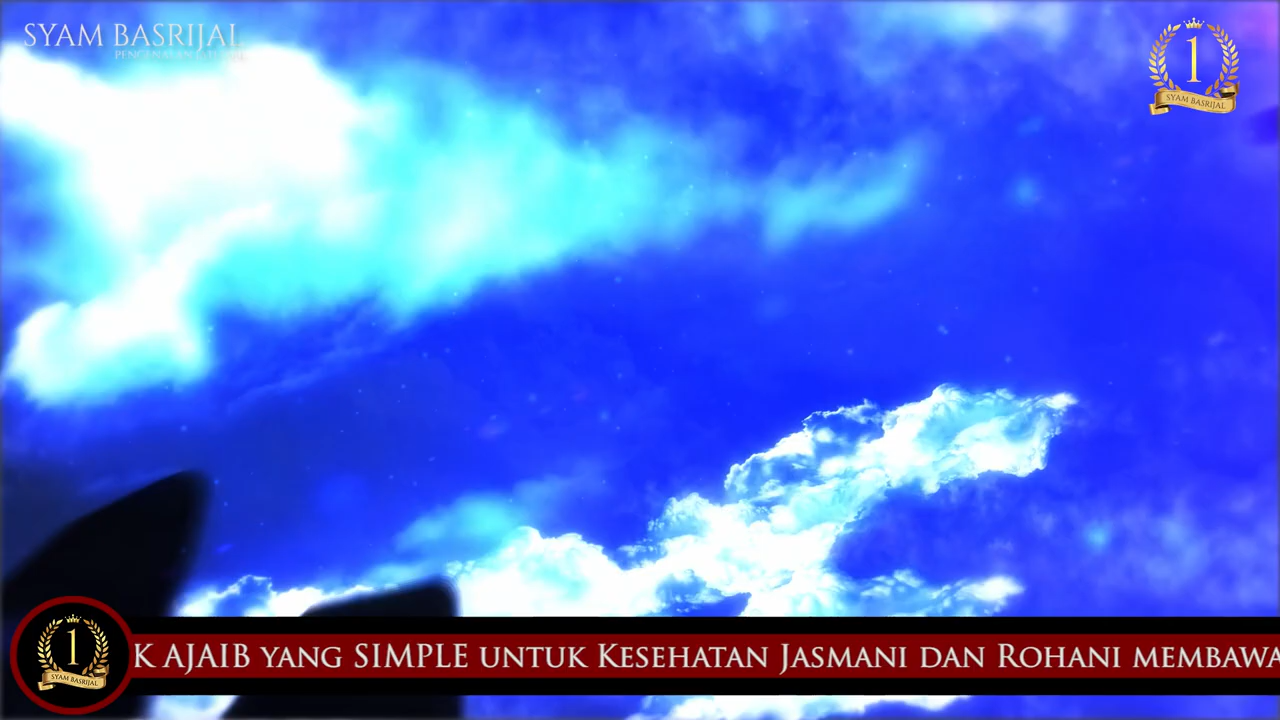 SYAM BASRIJAL
1
SYAM BASRIJAL
1
SYAM BASRIJAL
K AJAIB YANG SIMPLE UNTUK KESEHATAN JASMANI DAN ROHANI MEMBAWA